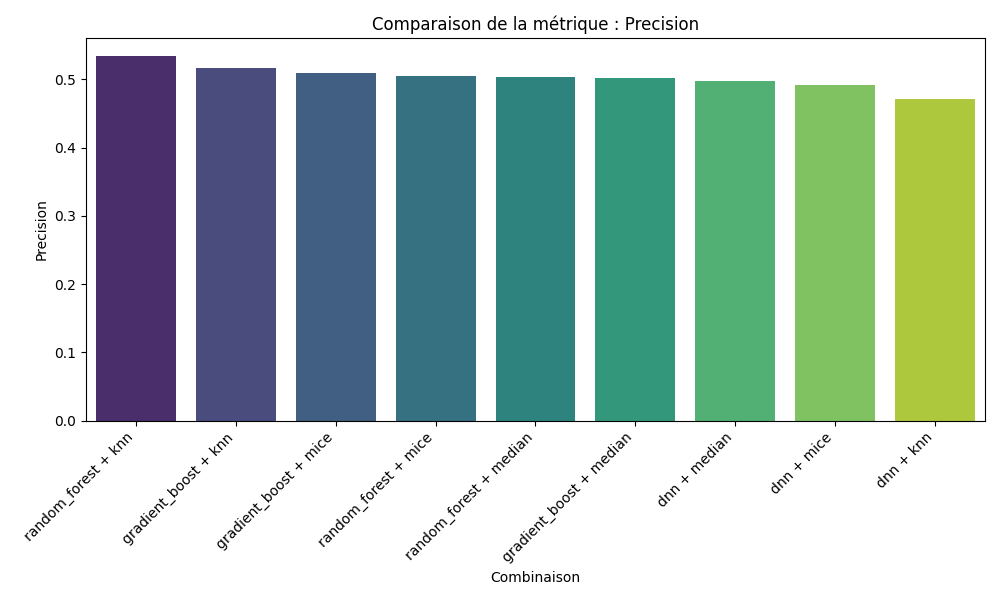 Comparaison de la métrique : Precision
Precision
0.5
0.4
0.3
0.2
0.1
0.0
random_forest + knn
gradient_boost + knn
gradient_boost + mice
random_forest + mice
random_forest + median
gradient_boost + median
dnn + median
dnn + mice
dnn + knn
Combinaison